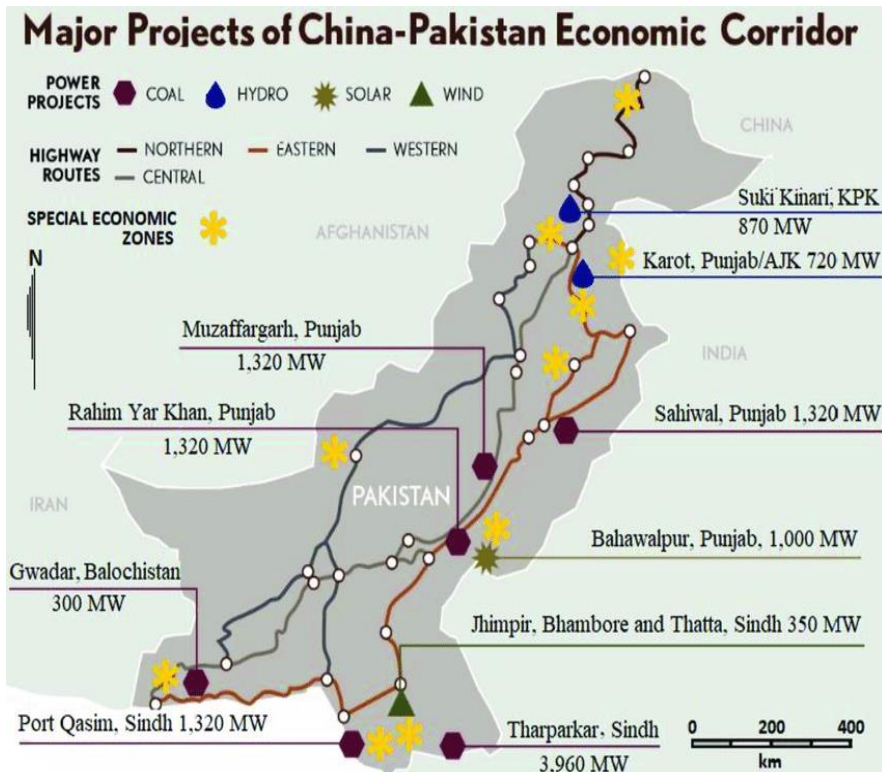 Major Projects of China-Pakistan Economic Corridor
POWER PROJECTS
COAL
HYDRO
SOLAR
WIND
HIGHWAY ROUTES
NORTHERN
EASTERN
WESTERN
CENTRAL
SPECIAL ECONOMIC ZONES
N
CHINA
AFGHANISTAN
Suki Kinari, KPK
870 MW
Karot, Punjab/AJK 720 MW
Muzaffargarh, Punjab
1,320 MW
INDIA
Rahim Yar Khan, Punjab
1,320 MW
Sahiwal, Punjab 1,320 MW
IRAN
PAKISTAN
Bahawalpur, Punjab, 1,000 MW
Gwadar, Balochistan
300 MW
Jhimpir, Bhambore and Thatta, Sindh 350 MW
Port Qasim, Sindh 1,320 MW
Tharparkar, Sindh
3,960 MW
0 200 400
km